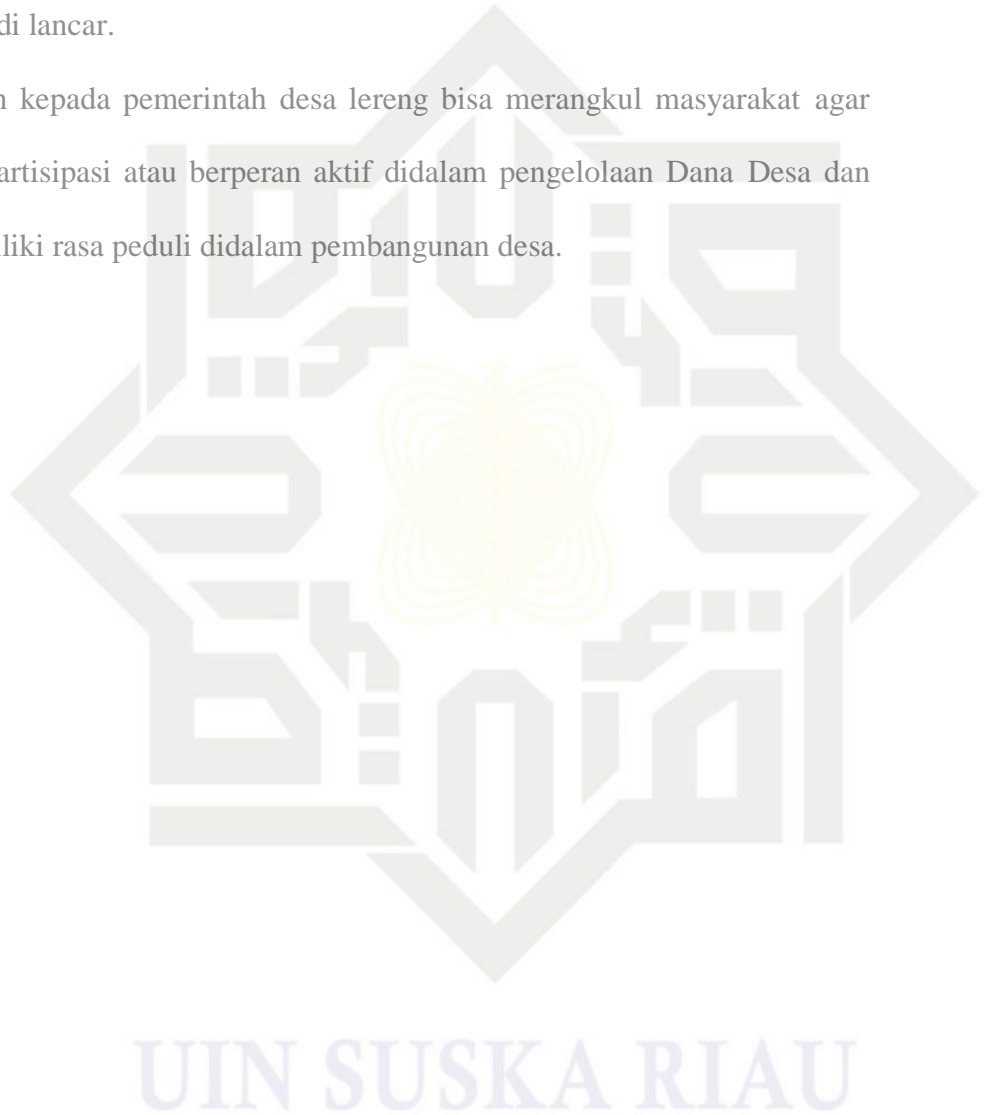 di lancar.
kepada pemerintah desa lereng bisa merangkul masyarakat agar
artisipasi atau berperan aktif didalam pengelolaan Dana Desa dan
liki rasa peduli didalam pembangunan desa.
UIN SUSKA RIAU